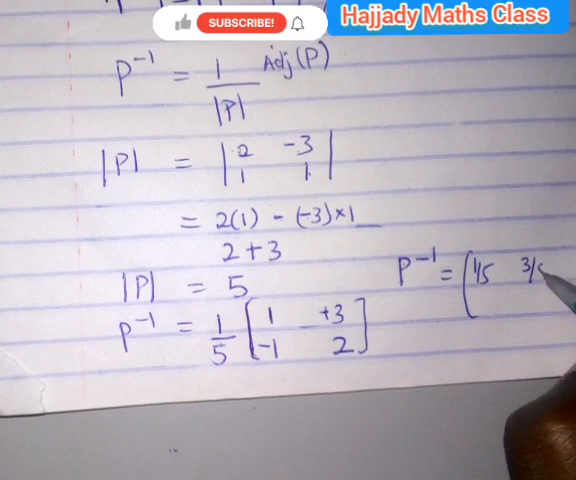 SUBSCRIBE!
Hajjady Maths Class
P⁻¹ = 1/|P| Adj(P)
|P| = |2 -3|
|1 1|
= 2(1) - (-3)×1
2+3
|P| = 5
P⁻¹ = 1/5 [1 +3]
[-1 2]
P⁻¹ = (1/5 3/5